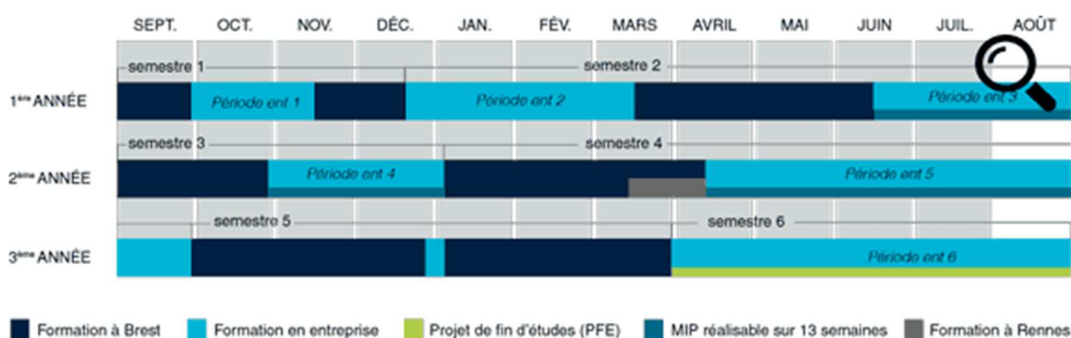 SEPT. OCT. NOV. DÉC. JAN. FÉV. MARS AVRIL MAI JUIN JUIL. AOÛT
semestre 1 semestre 2
1ère ANNÉE Période ent 1 Période ent 2 Période ent 3
semestre 3 semestre 4
2ème ANNÉE Période ent 4 Période ent 5
semestre 5 semestre 6
3ème ANNÉE Période ent 6
Formation à Brest Formation en entreprise Projet de fin d'études (PFE) MIP réalisable sur 13 semaines Formation à Rennes